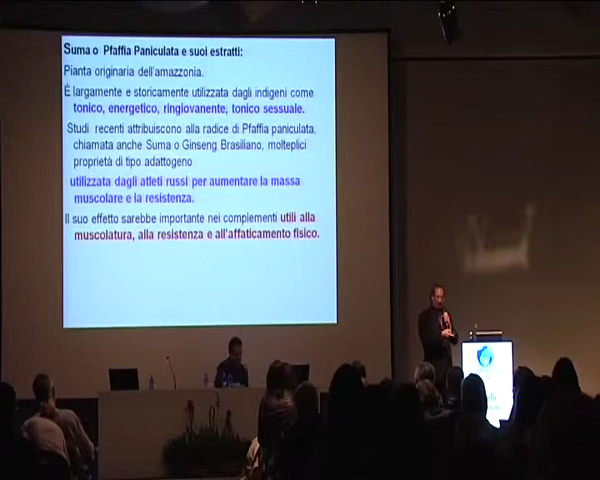 Suma o Pfaffia Paniculata e suoi estratti:
Pianta originaria dell'amazzonia.
È largamente e storicamente utilizzata dagli indigeni come
tonico, energetico, ringiovanente, tonico sessuale.
Studi recenti attribuiscono alla radice di Pfaffia paniculata,
chiamata anche Suma o Ginseng Brasiliano, molteplici
proprietà di tipo adattogeno
utilizzata dagli atleti russi per aumentare la massa
muscolare e la resistenza.
Il suo effetto sarebbe importante nei complementi utili alla
muscolatura, alla resistenza e all'affaticamento fisico.